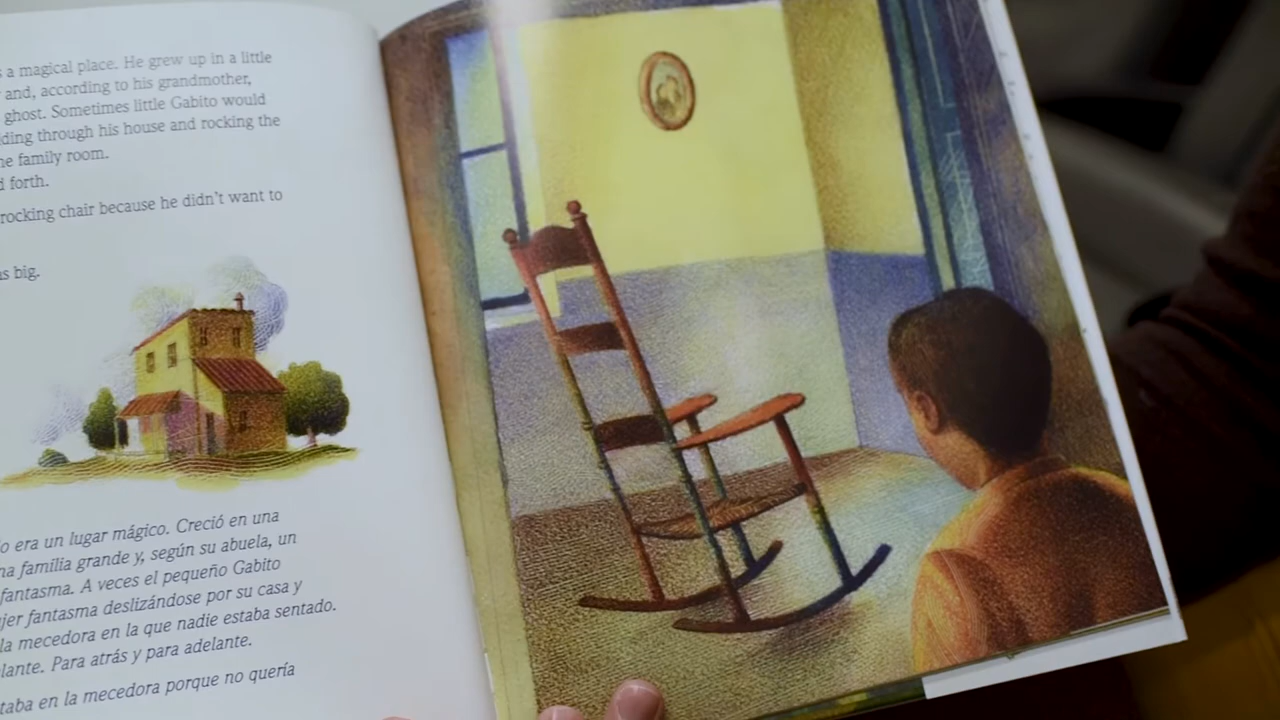 s a magical place. He grew up in a little
and, according to his grandmother,
ghost. Sometimes little Gabito would
ding through his house and rocking the
e family room.
d forth.
rocking chair because he didn't want to
as big.
o era un lugar mágico. Creció en una
na familia grande y, según su abuela, un
fantasma. A veces el pequeño Gabito
jer fantasma deslizándose por su casa y
la mecedora en la que nadie estaba sentado.
lante. Para atrás y para adelante.
taba en la mecedora porque no quería